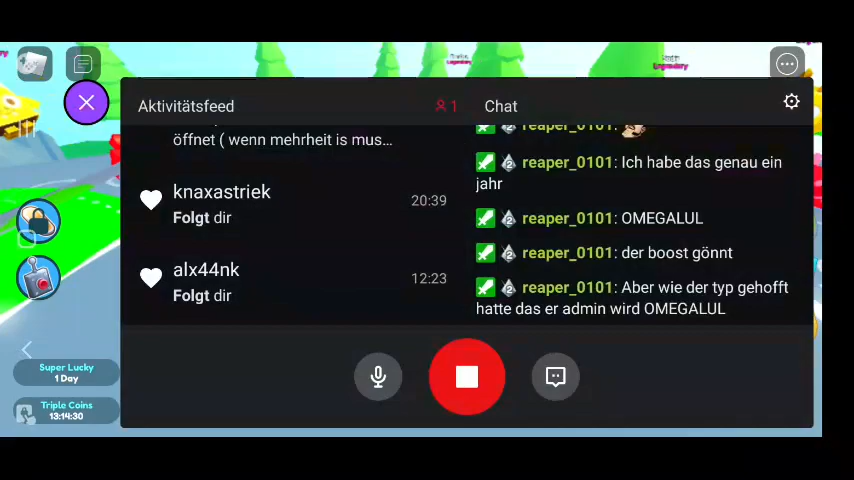 Aktivitätsfeed
1
Chat
öffnet ( wenn mehrheit is mus...
knaxastriek
20:39
Folgt dir
alx44nk
12:23
Folgt dir
reaper_0101:
reaper_0101: Ich habe das genau ein
jahr
reaper_0101: OMEGALUL
reaper_0101: der boost gönnt
reaper_0101: Aber wie der typ gehofft
hatte das er admin wird OMEGALUL
Super Lucky
1 Day
Triple Coins
13:14:30
Legendary
Legendary